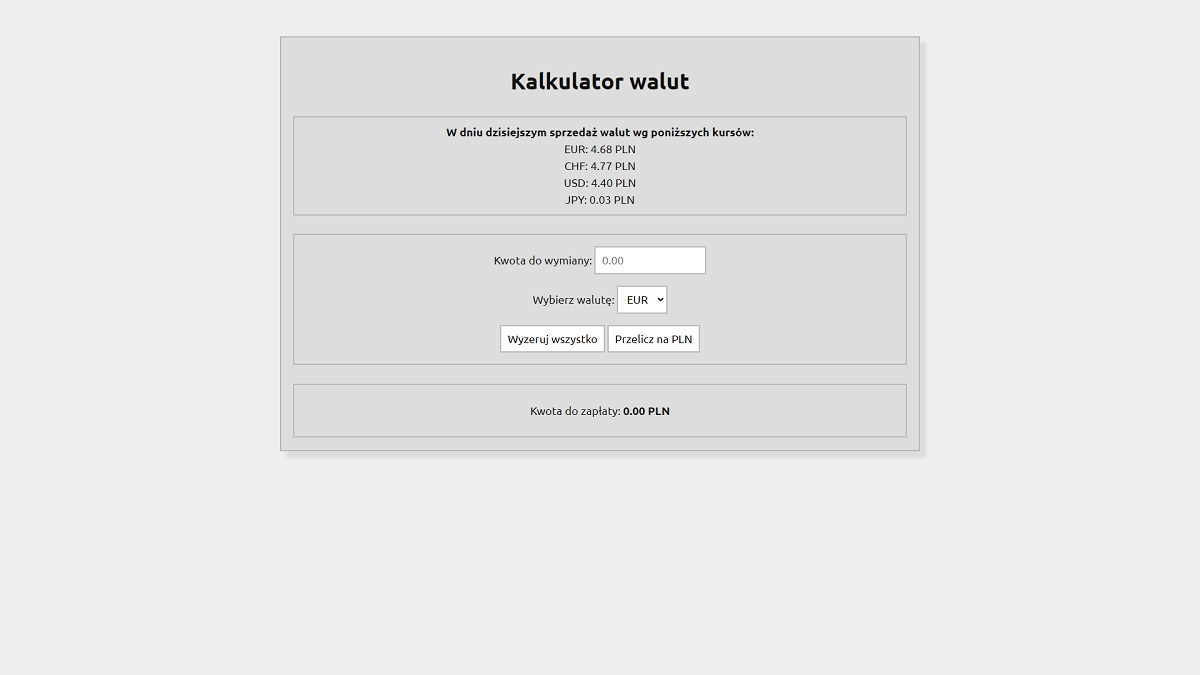 Kalkulator walut
W dniu dzisiejszym sprzedaż walut wg poniższych kursów:
EUR: 4.68 PLN
CHF: 4.77 PLN
USD: 4.40 PLN
JPY: 0.03 PLN
Kwota do wymiany: 0.00
Wybierz walutę: EUR
Wyzeruj wszystko Przelicz na PLN
Kwota do zapłaty: 0.00 PLN